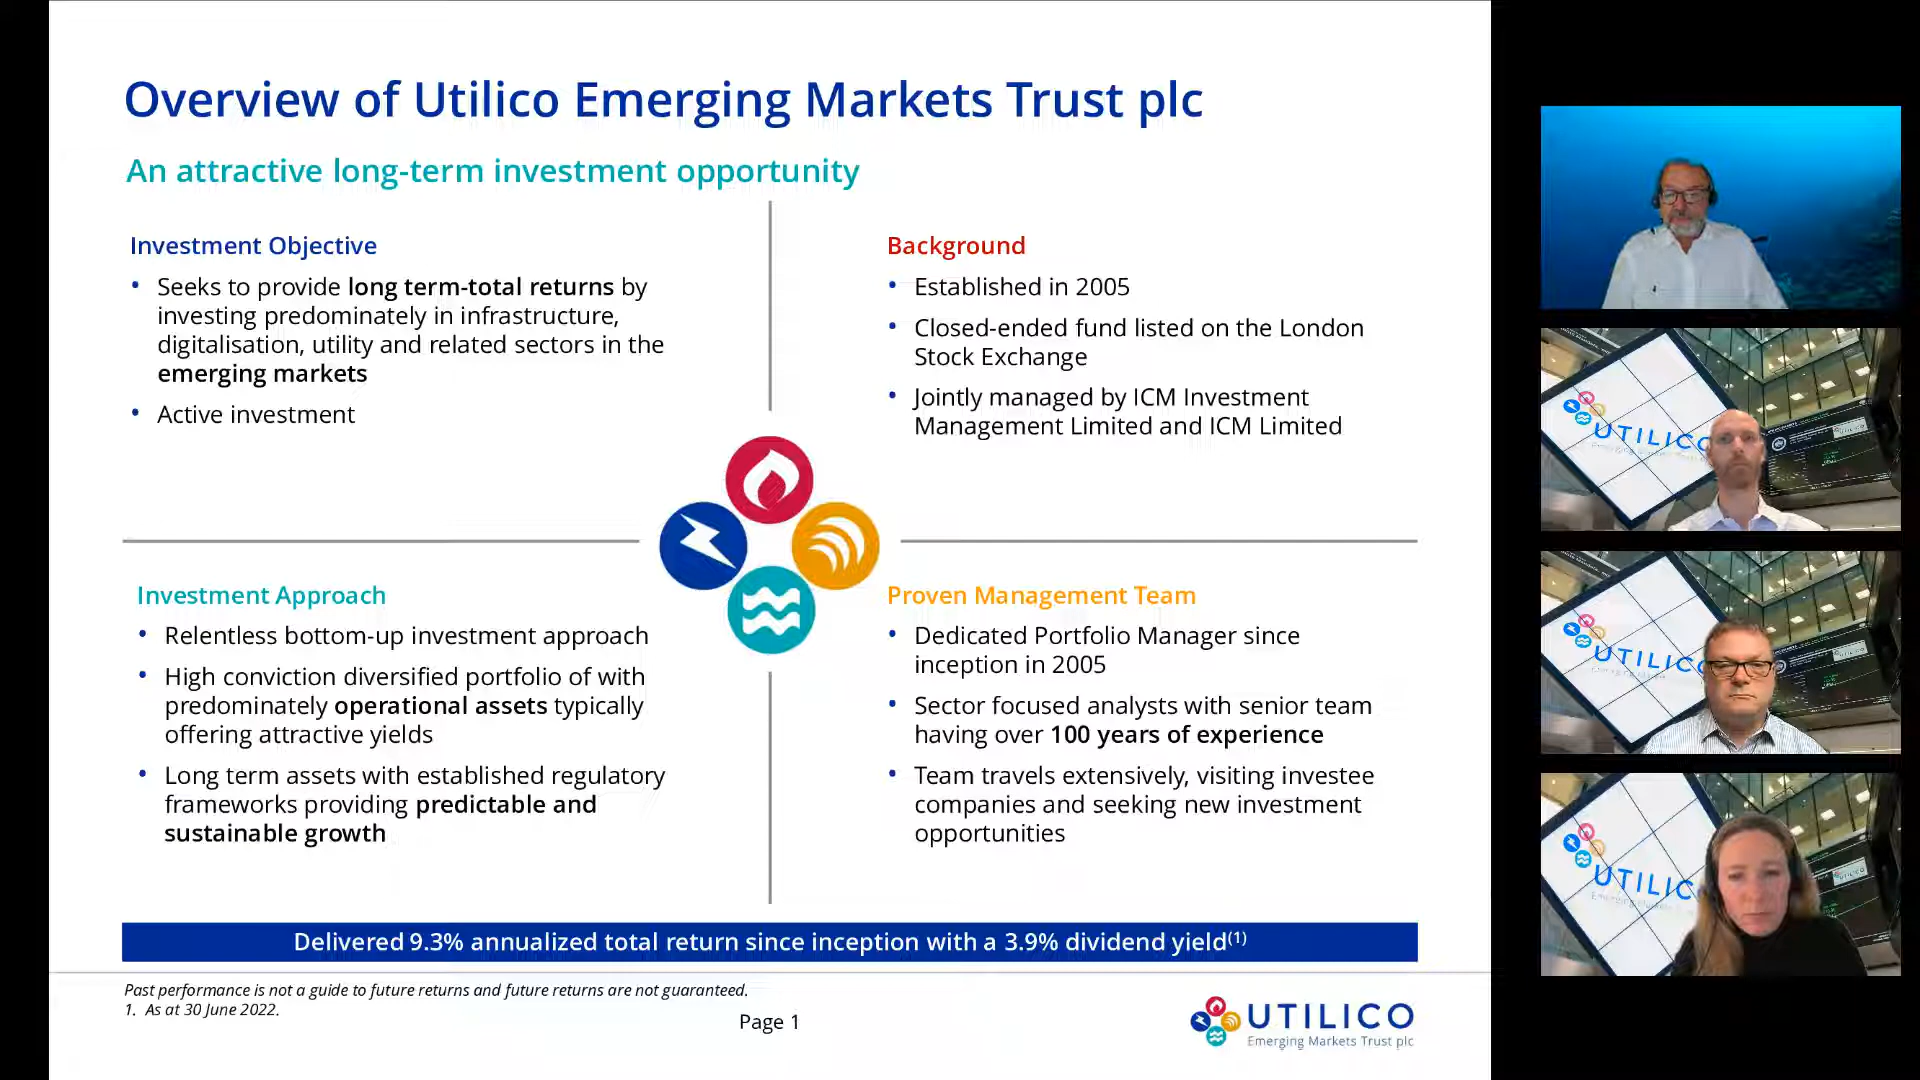 Overview of Utilico Emerging Markets Trust plc
An attractive long-term investment opportunity
Investment Objective
• Seeks to provide long term-total returns by
investing predominately in infrastructure,
digitalisation, utility and related sectors in the
emerging markets
• Active investment
Background
• Established in 2005
• Closed-ended fund listed on the London
Stock Exchange
• Jointly managed by ICM Investment
Management Limited and ICM Limited
Investment Approach
• Relentless bottom-up investment approach
• High conviction diversified portfolio of with
predominately operational assets typically
offering attractive yields
• Long term assets with established regulatory
frameworks providing predictable and
sustainable growth
Proven Management Team
• Dedicated Portfolio Manager since
inception in 2005
• Sector focused analysts with senior team
having over 100 years of experience
• Team travels extensively, visiting investee
companies and seeking new investment
opportunities
Delivered 9.3% annualized total return since inception with a 3.9% dividend yield(1)
Past performance is not a guide to future returns and future returns are not guaranteed.
1. As at 30 June 2022.
Page 1
UTILICO
Emerging Markets Trust plc
UTILICO
UTILICO
UTILIC